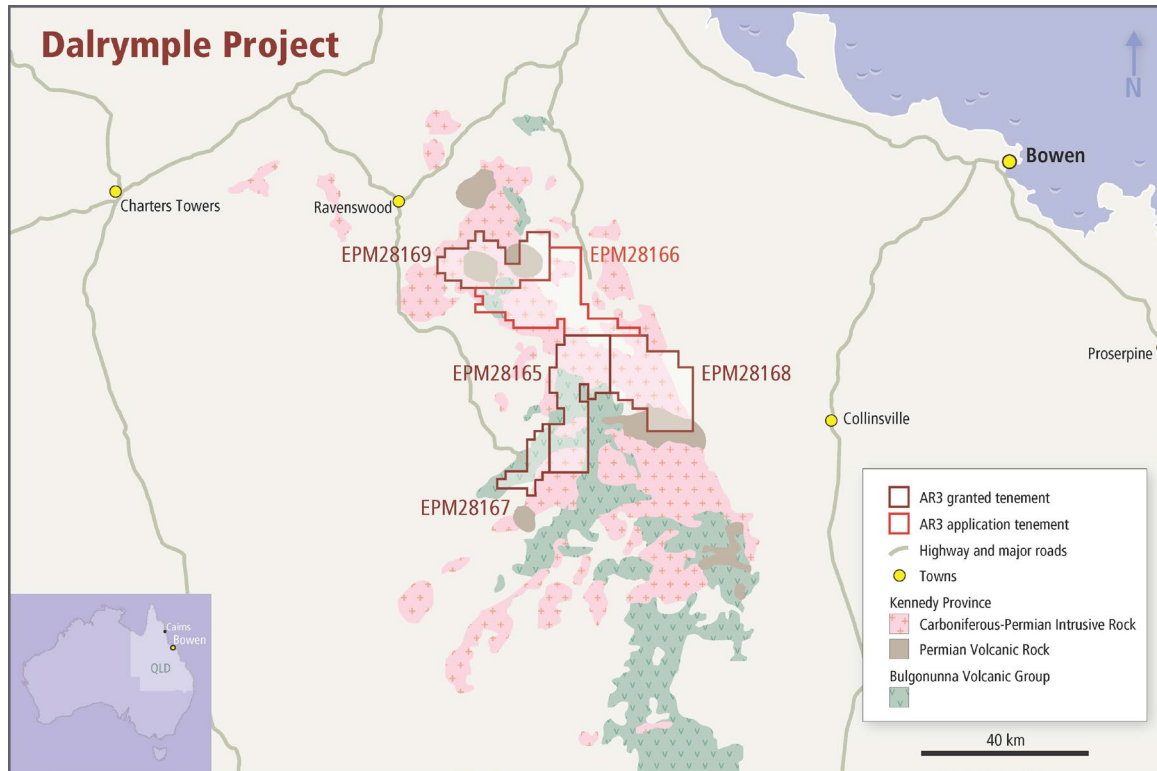 Dalrymple Project
N
Bowen
Charters Towers
Ravenswood
EPM28169
EPM28166
Proserpine
EPM28165
EPM28168
Collinsville
EPM28167
AR3 granted tenement
AR3 application tenement
Highway and major roads
Towns
Kennedy Province
Carboniferous-Permian Intrusive Rock
Permian Volcanic Rock
Bulgonunna Volcanic Group
Cairns
Bowen
QLD
40 km